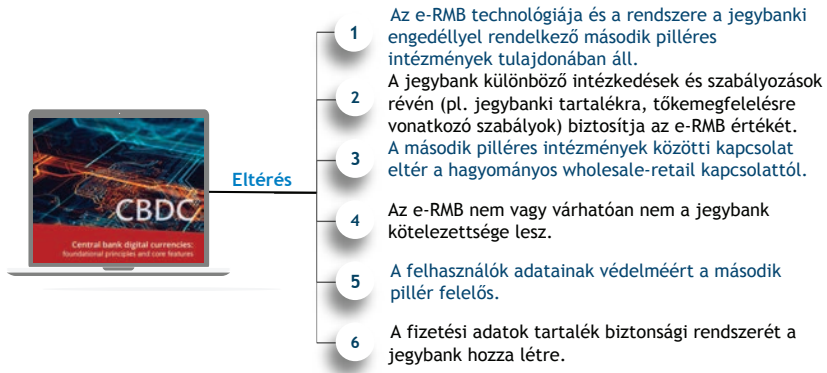 1
Az e-RMB technológiája és a rendszere a jegybanki
engedéllyel rendelkező második pilléres
intézmények tulajdonában áll.
2
A jegybank különböző intézkedések és szabályozások
révén (pl. jegybanki tartalékra, tőkemegfelelésre
vonatkozó szabályok) biztosítja az e-RMB értékét.
Eltérés
3
A második pilléres intézmények közötti kapcsolat
eltér a hagyományos wholesale-retail kapcsolattól.
CBDC
Central bank digital currencies:
foundational principles and core features
4
Az e-RMB nem vagy várhatóan nem a jegybank
kötelezettsége lesz.
5
A felhasználók adatainak védelméért a második
pillér felelős.
6
A fizetési adatok tartalék biztonsági rendszerét a
jegybank hozza létre.